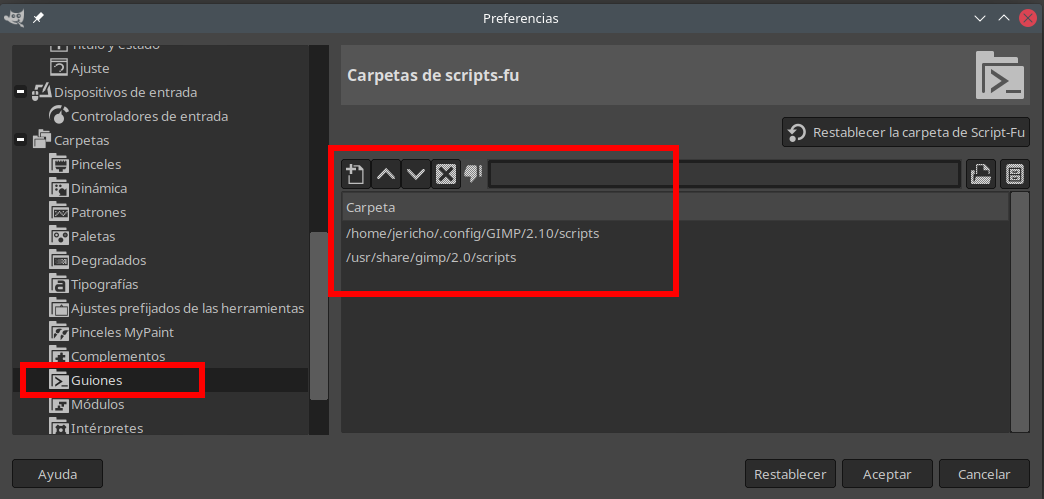 Preferencias
Título y estado
Ajuste
Dispositivos de entrada
Controladores de entrada
Carpetas
Pinceles
Dinámica
Patrones
Paletas
Degradados
Tipografías
Ajustes prefijados de las herramientas
Pinceles MyPaint
Complementos
Guiones
Módulos
Intérpretes
Carpetas de scripts-fu
Restablecer la carpeta de Script-Fu
Carpeta
/home/jericho/.config/GIMP/2.10/scripts
/usr/share/gimp/2.0/scripts
Ayuda
Restablecer
Aceptar
Cancelar